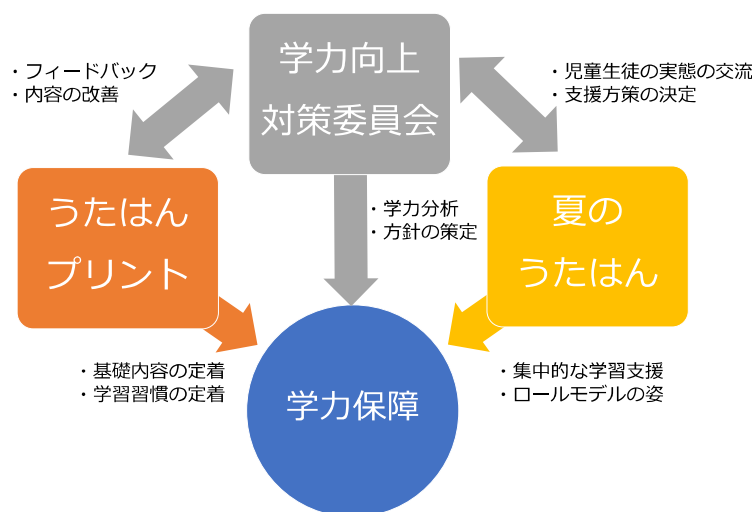 学力向上
対策委員会
・フィードバック
・内容の改善
・児童生徒の実態の交流
・支援方策の決定
うたはん
プリント
・学力分析
・方針の策定
夏の
うたはん
・基礎内容の定着
・学習習慣の定着
学力保障
・集中的な学習支援
・ロールモデルの姿